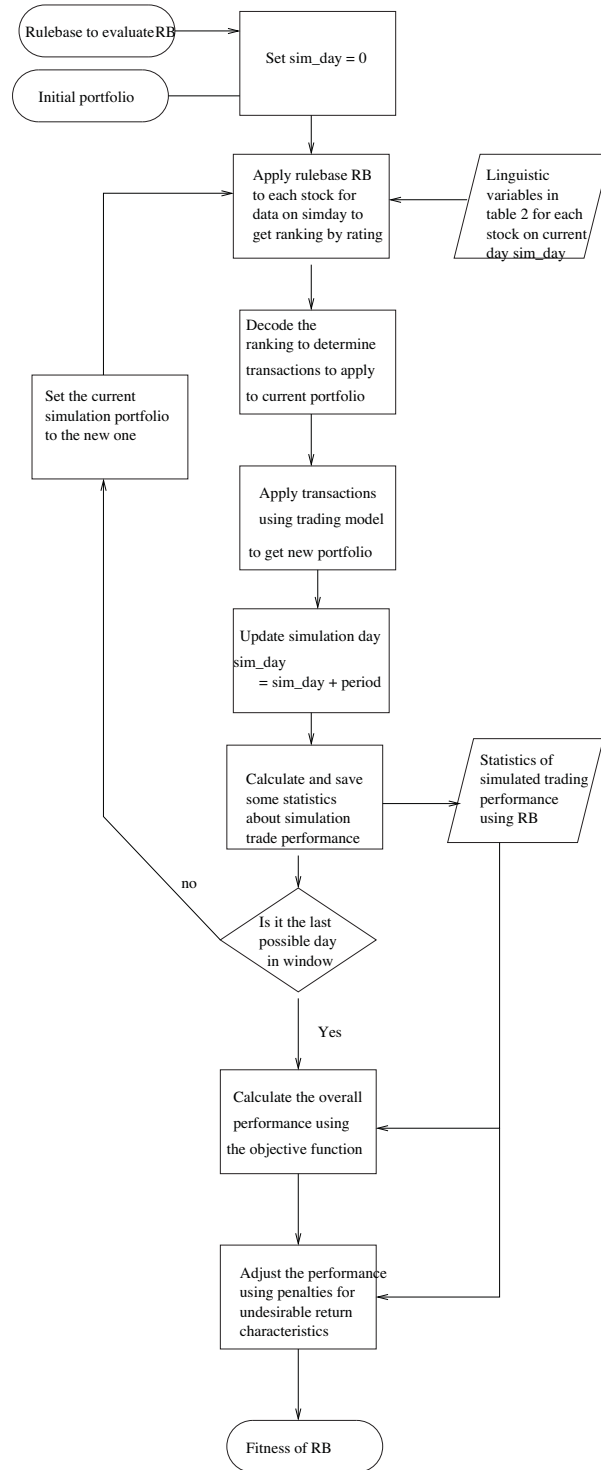 Rulebase to evaluate RB
Set sim_day = 0
Initial portfolio
Apply rulebase RB
to each stock for
data on simday to
get ranking by rating
Linguistic
variables in
table 2 for each
stock on current
day sim_day
Decode the
ranking to determine
transactions to apply
to current portfolio
Set the current
simulation portfolio
to the new one
Apply transactions
using trading model
to get new portfolio
Update simulation day
sim_day
= sim_day + period
Calculate and save
some statistics
about simulation
trade performance
Statistics of
simulated trading
performance
using RB
no
Is it the last
possible day
in window
Yes
Calculate the overall
performance using
the objective function
Adjust the performance
using penalties for
undesirable return
characteristics
Fitness of RB